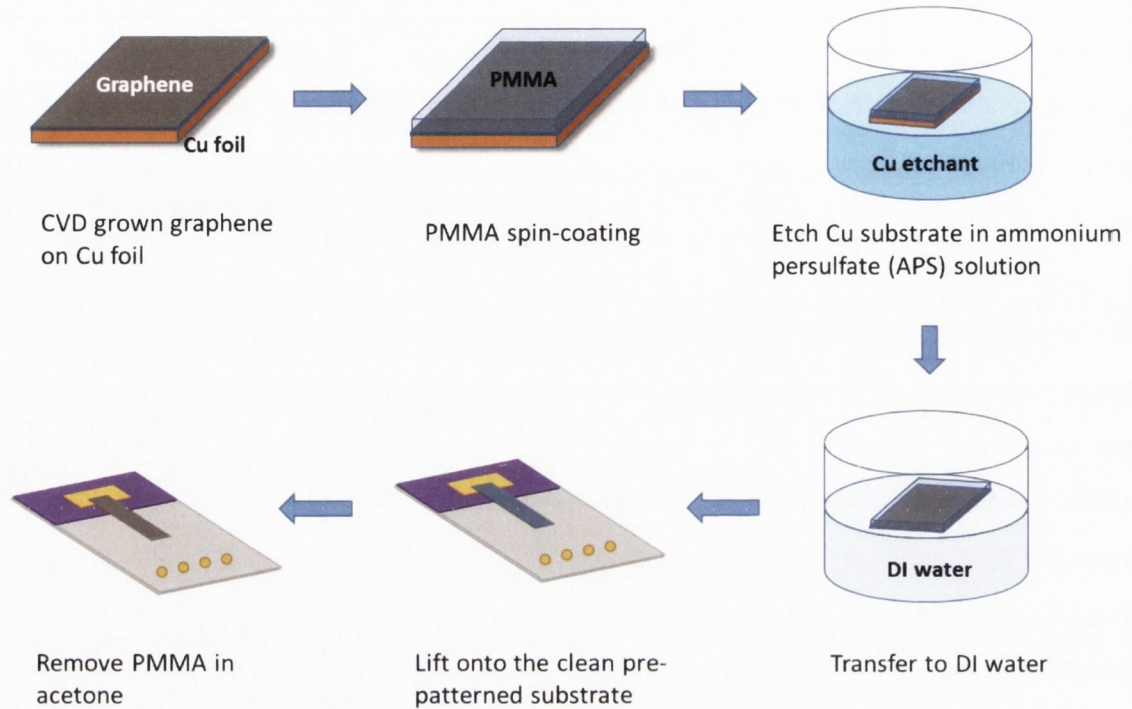 Graphene
Cu foil
CVD grown graphene
on Cu foil
PMMA
PMMA spin-coating
Cu etchant
Etch Cu substrate in ammonium
persulfate (APS) solution
DI water
Transfer to DI water
Lift onto the clean pre-
patterned substrate
Remove PMMA in
acetone